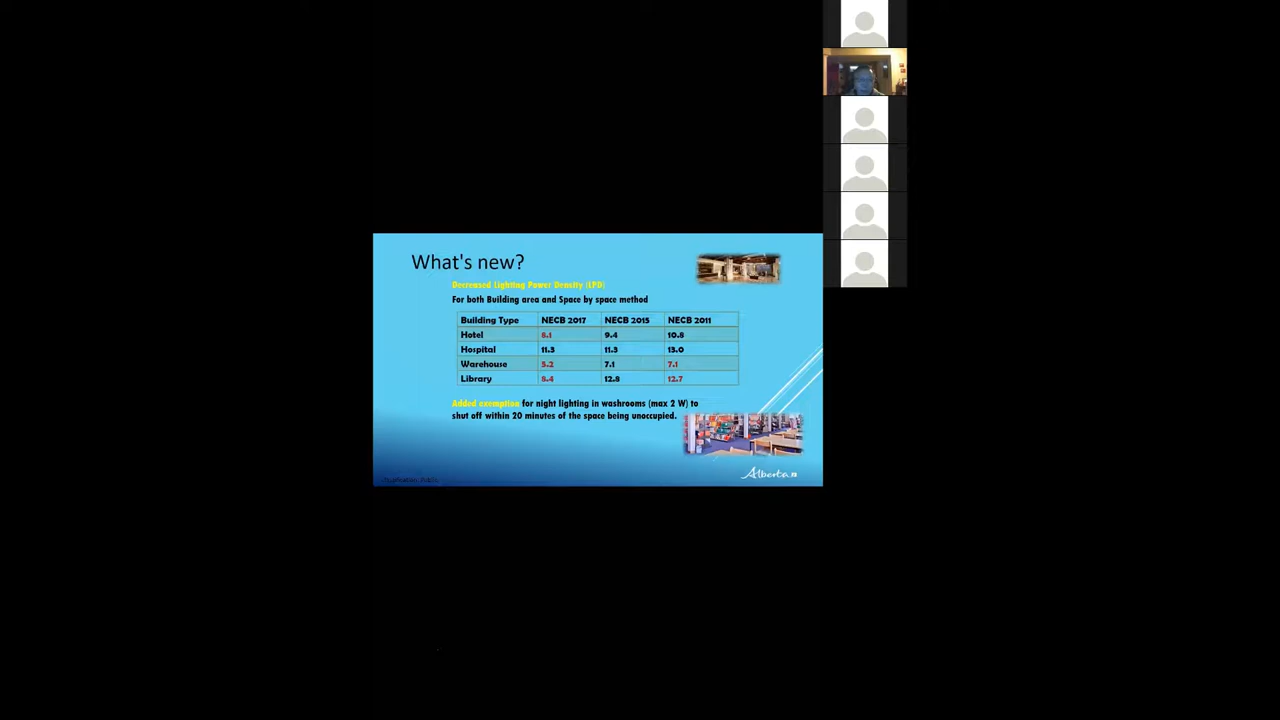 What's new?
Decreased Lighting Power Density (LPD)
For both Building area and Space by space method
Building Type NECB 2017 NECB 2015 NECB 2011
Hotel 8.1 9.4 10.8
Hospital 11.3 11.3 13.0
Warehouse 5.2 7.1 7.1
Library 8.4 12.8 12.7
Added exemption for night lighting in washrooms (max 2 W) to
shut off within 20 minutes of the space being unoccupied.
Alberta